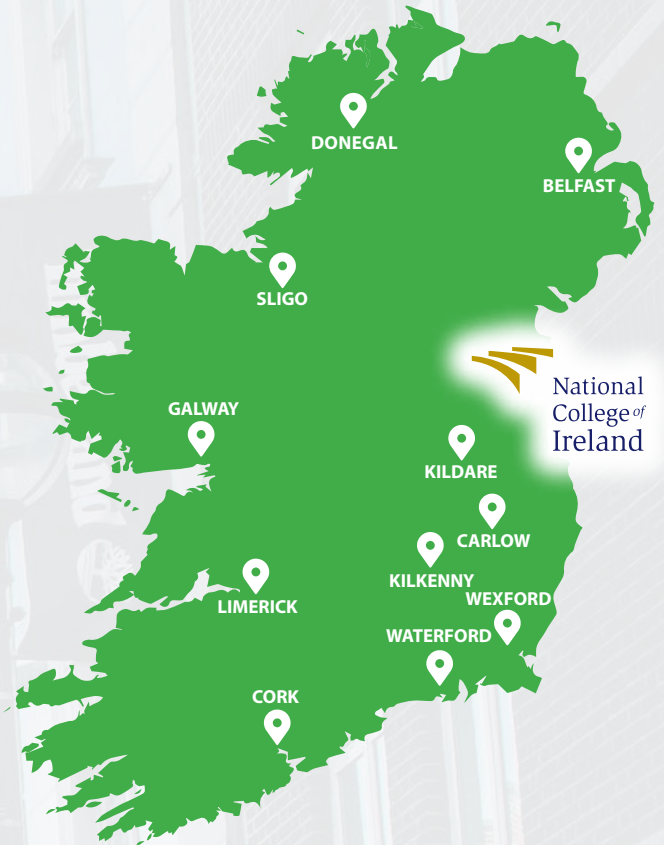 DONEGAL
BELFAST
SLIGO
National
College of
Ireland
GALWAY
KILDARE
CARLOW
KILKENNY
WEXFORD
LIMERICK
WATERFORD
CORK